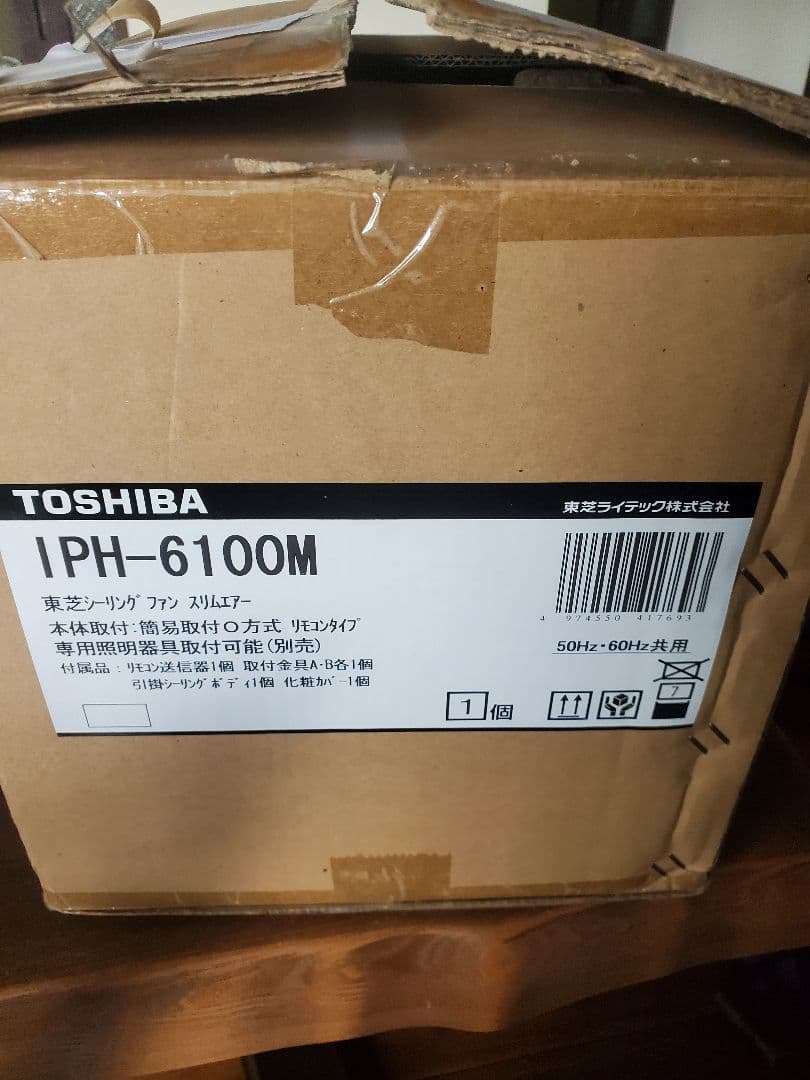 TOSHIBA
東芝ライテック株式会社
IPH-6100M
東芝シーリングファン スリムエアー
本体取付:簡易取付O方式 リモコンタイプ
専用照明器具取付可能(別売)
付属品:リモコン送信器1個 取付金具A・B各1個
引掛シーリングボディ1個 化粧カバー1個
4 974550 417693
50Hz・60Hz共用
1個
7